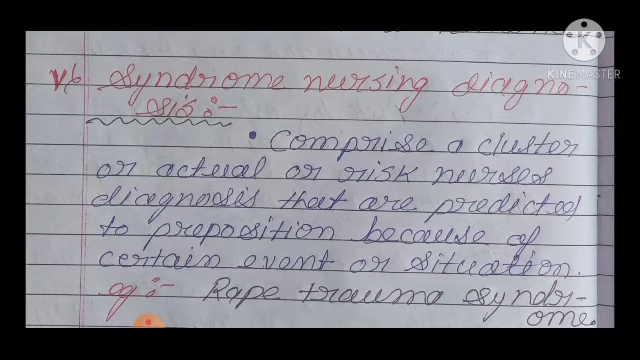 KINEMASTER
v6 Syndrome nursing diagno-
sis :-
• Comprise a cluster
or actual or risk nurses
diagnosis that are predicted
to preposition because of
certain event or situation.
eg :- Rape trauma syndr-
ome.